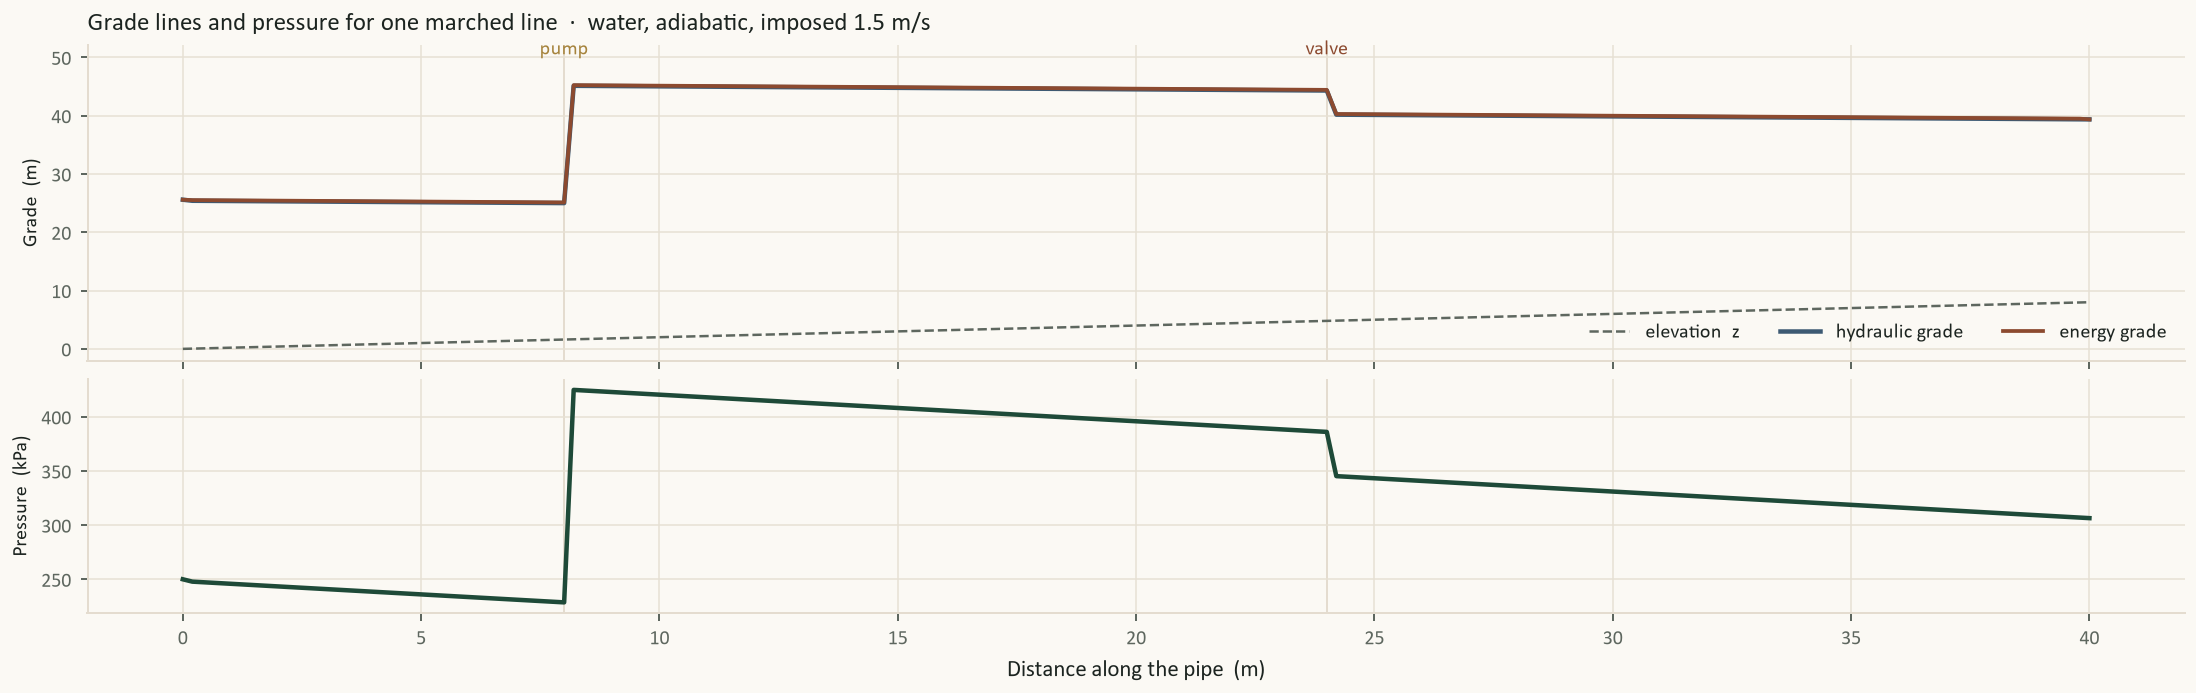 Grade lines and pressure for one marched line · water, adiabatic, imposed 1.5 m/s
pump
valve
Grade (m)
50
40
30
20
10
0
elevation z
hydraulic grade
energy grade
Pressure (kPa)
400
350
300
250
0 5 10 15 20 25 30 35 40
Distance along the pipe (m)